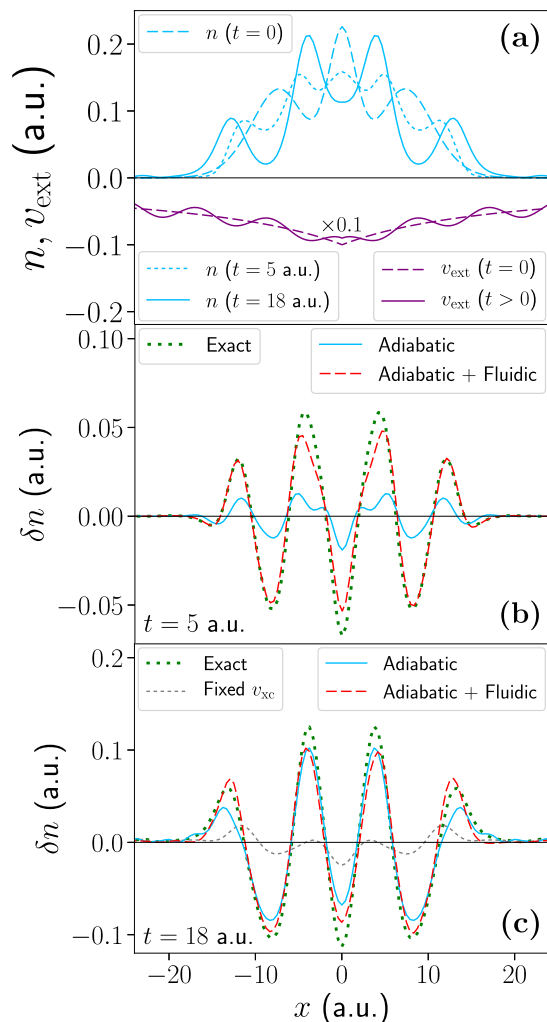 n (t = 0)
(a)
0.2
0.1
0.0
−0.1
−0.2
n, v_ext (a.u.)
×0.1
n (t = 5 a.u.)
n (t = 18 a.u.)
v_ext (t = 0)
v_ext (t > 0)
Exact
Adiabatic
Adiabatic + Fluidic
0.10
0.05
0.00
−0.05
δn (a.u.)
t = 5 a.u.
(b)
Exact
Fixed v_xc
Adiabatic
Adiabatic + Fluidic
0.2
0.1
0.0
−0.1
δn (a.u.)
t = 18 a.u.
(c)
−20 −10 0 10 20
x (a.u.)